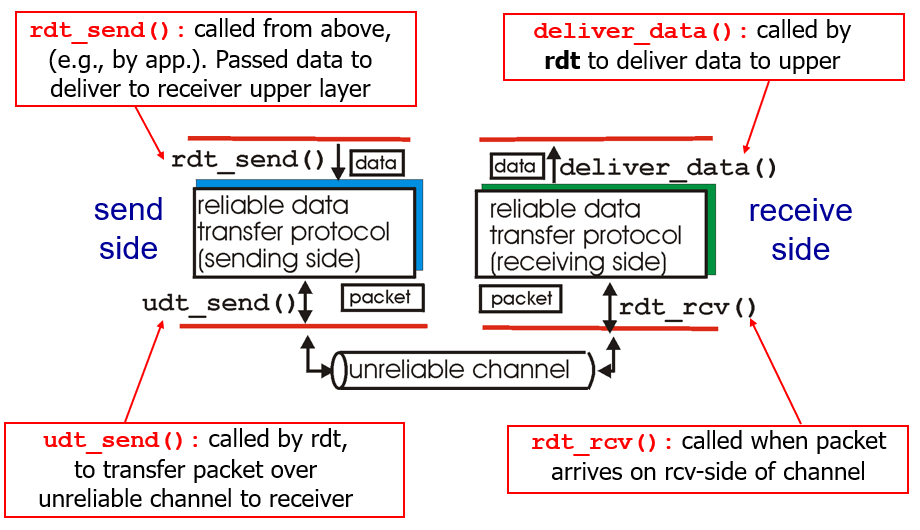 rdt_send(): called from above,
(e.g., by app.). Passed data to
deliver to receiver upper layer
deliver_data(): called by
rdt to deliver data to upper
rdt_send()
data
data
deliver_data()
send
side
reliable data
transfer protocol
(sending side)
reliable data
transfer protocol
(receiving side)
receive
side
udt_send()
packet
packet
rdt_rcv()
unreliable channel
udt_send(): called by rdt,
to transfer packet over
unreliable channel to receiver
rdt_rcv(): called when packet
arrives on rcv-side of channel